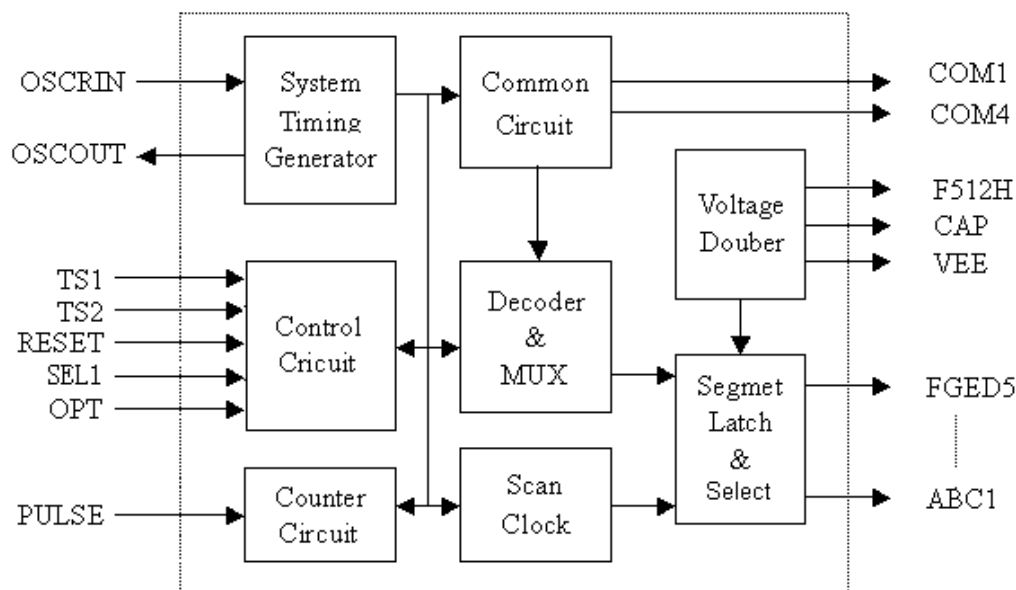 OSCRIN
OSCOUT
System
Timing
Generator
Common
Circuit
COM1
COM4
Voltage
Douber
F512H
CAP
VEE
TS1
TS2
RESET
SEL1
OPT
Control
Cricuit
Decoder
&
MUX
Segmet
Latch
&
Select
FGED5
ABC1
PULSE
Counter
Circuit
Scan
Clock